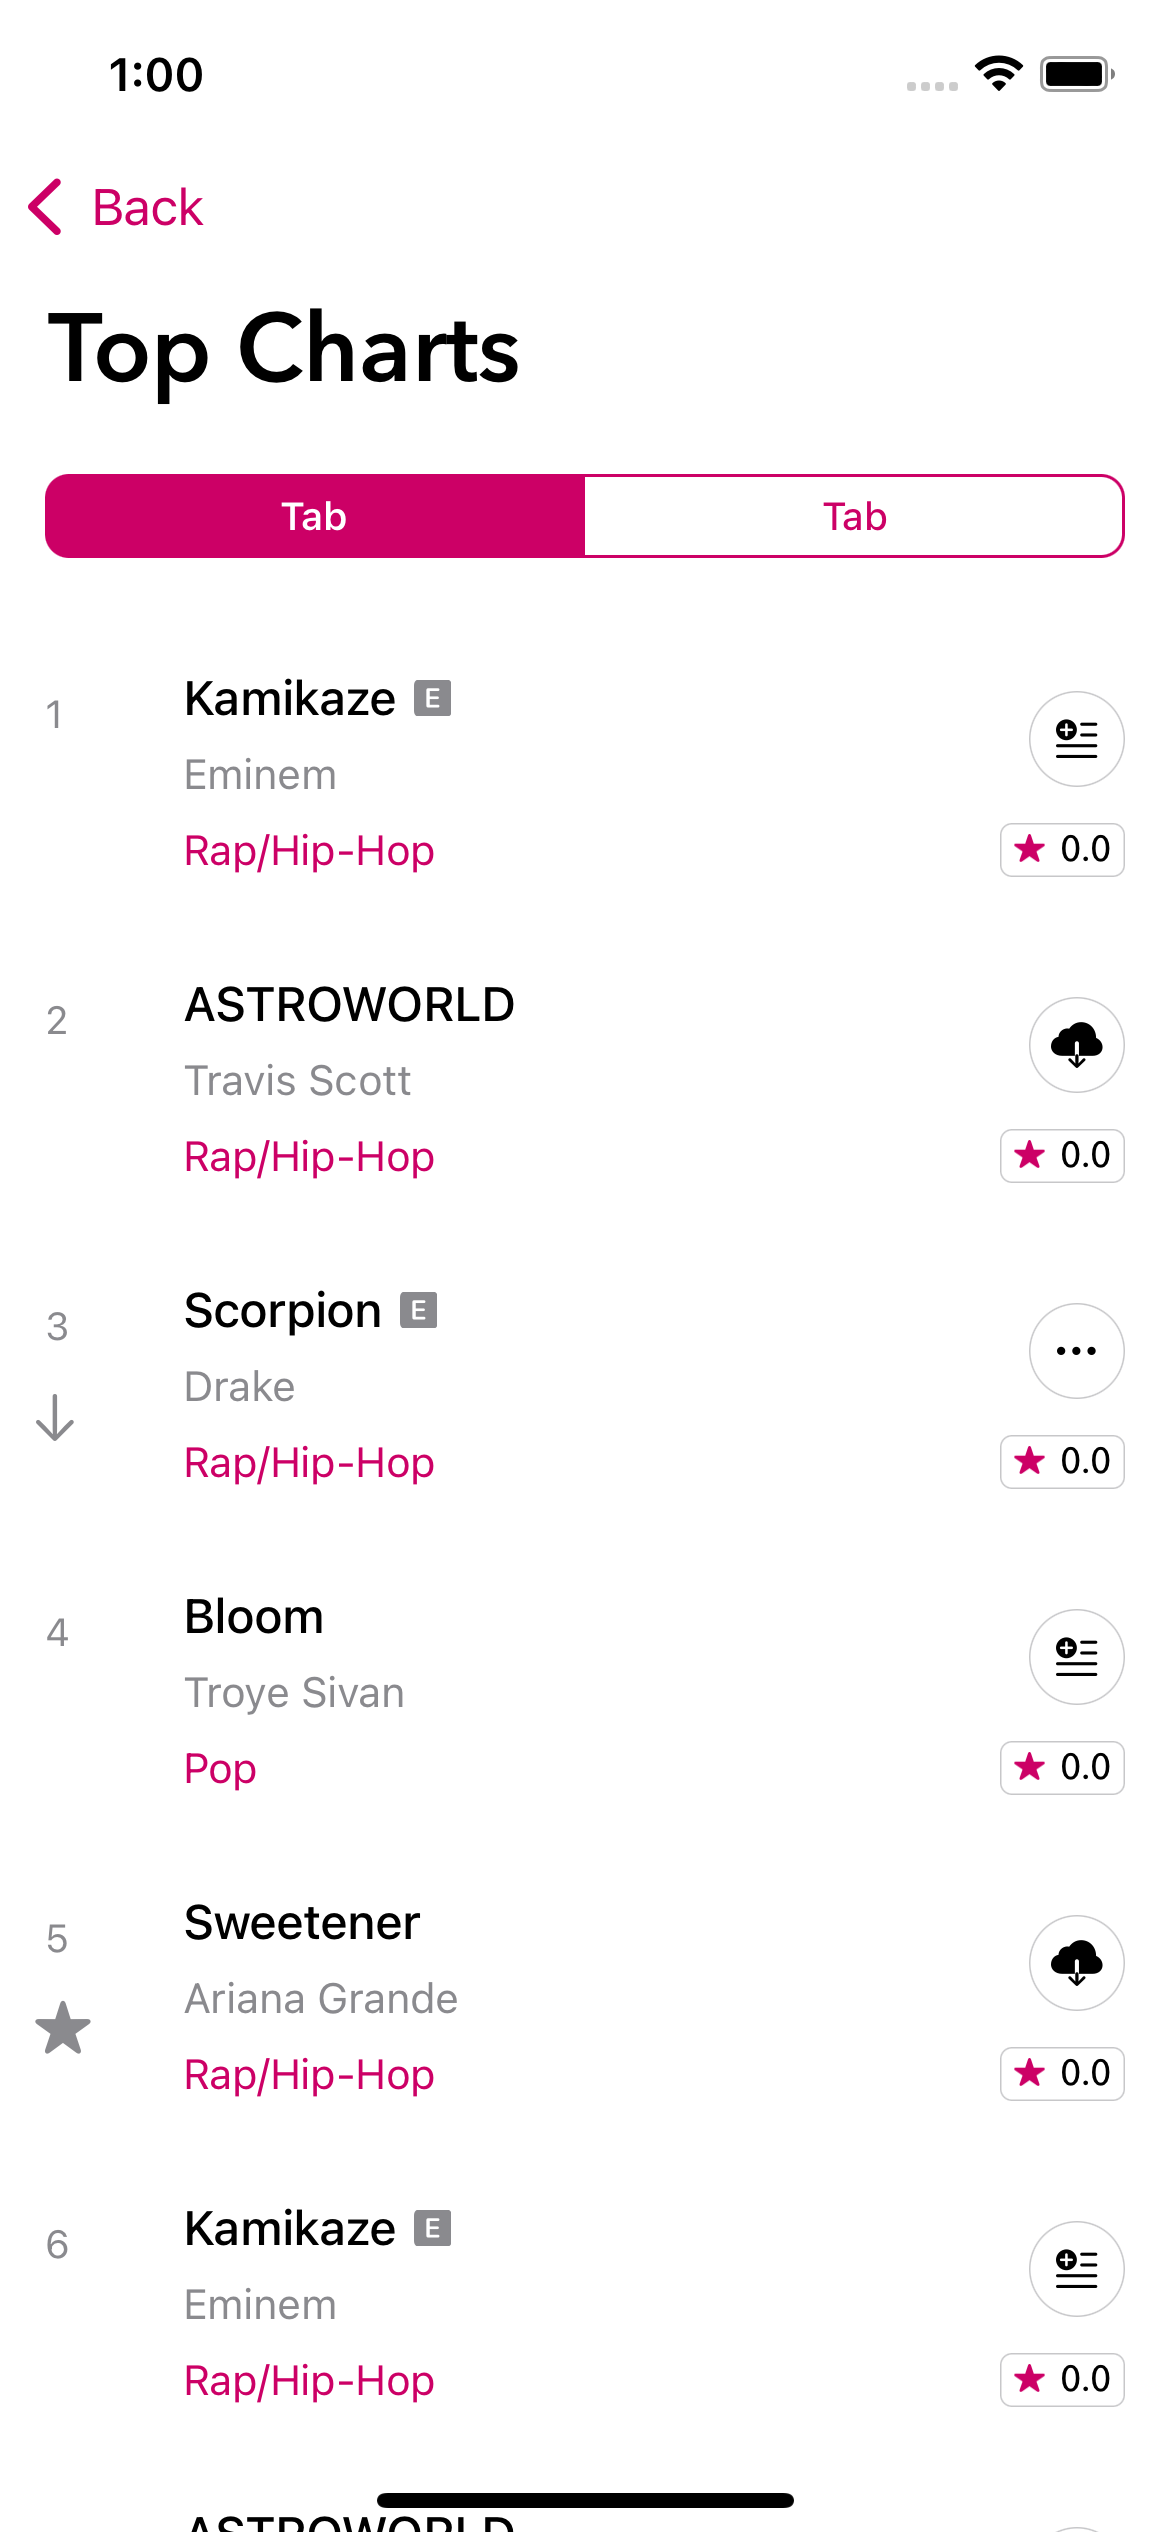 1:00
Back
Top Charts
Tab Tab
1 Kamikaze E
Eminem
Rap/Hip-Hop 0.0
2 ASTROWORLD
Travis Scott
Rap/Hip-Hop 0.0
3 Scorpion E
Drake
Rap/Hip-Hop 0.0
4 Bloom
Troye Sivan
Pop 0.0
5 Sweetener
Ariana Grande
Rap/Hip-Hop 0.0
6 Kamikaze E
Eminem
Rap/Hip-Hop 0.0
ASTROWORLD